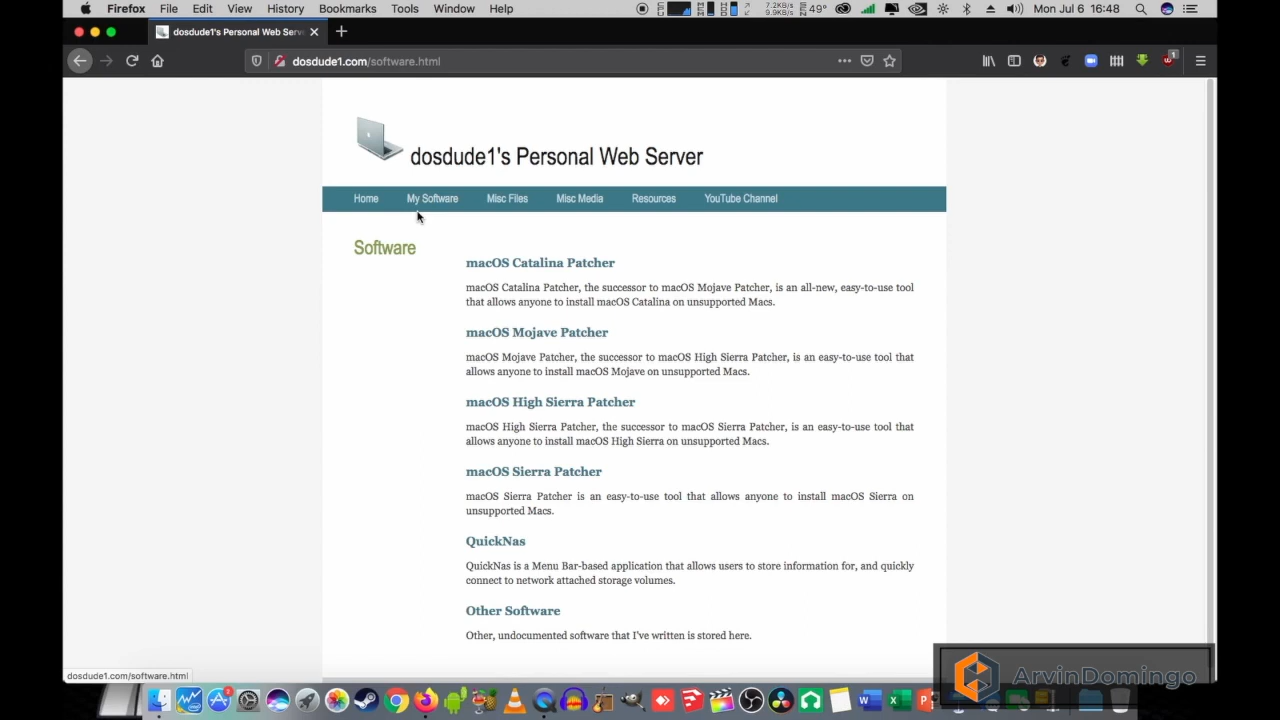 Firefox File Edit View History Bookmarks Tools Window Help 7.2KB/s 9.9KB/s 49° Mon Jul 6 16:48
dosdude1's Personal Web Serve
dosdude1.com/software.html 1
dosdude1's Personal Web Server
Home My Software Misc Files Misc Media Resources YouTube Channel
Software
macOS Catalina Patcher
macOS Catalina Patcher, the successor to macOS Mojave Patcher, is an all-new, easy-to-use tool
that allows anyone to install macOS Catalina on unsupported Macs.
macOS Mojave Patcher
macOS Mojave Patcher, the successor to macOS High Sierra Patcher, is an easy-to-use tool that
allows anyone to install macOS Mojave on unsupported Macs.
macOS High Sierra Patcher
macOS High Sierra Patcher, the successor to macOS Sierra Patcher, is an easy-to-use tool that
allows anyone to install macOS High Sierra on unsupported Macs.
macOS Sierra Patcher
macOS Sierra Patcher is an easy-to-use tool that allows anyone to install macOS Sierra on
unsupported Macs.
QuickNas
QuickNas is a Menu Bar-based application that allows users to store information for, and quickly
connect to network attached storage volumes.
Other Software
Other, undocumented software that I've written is stored here.
dosdude1.com/software.html
ArvinDomingo